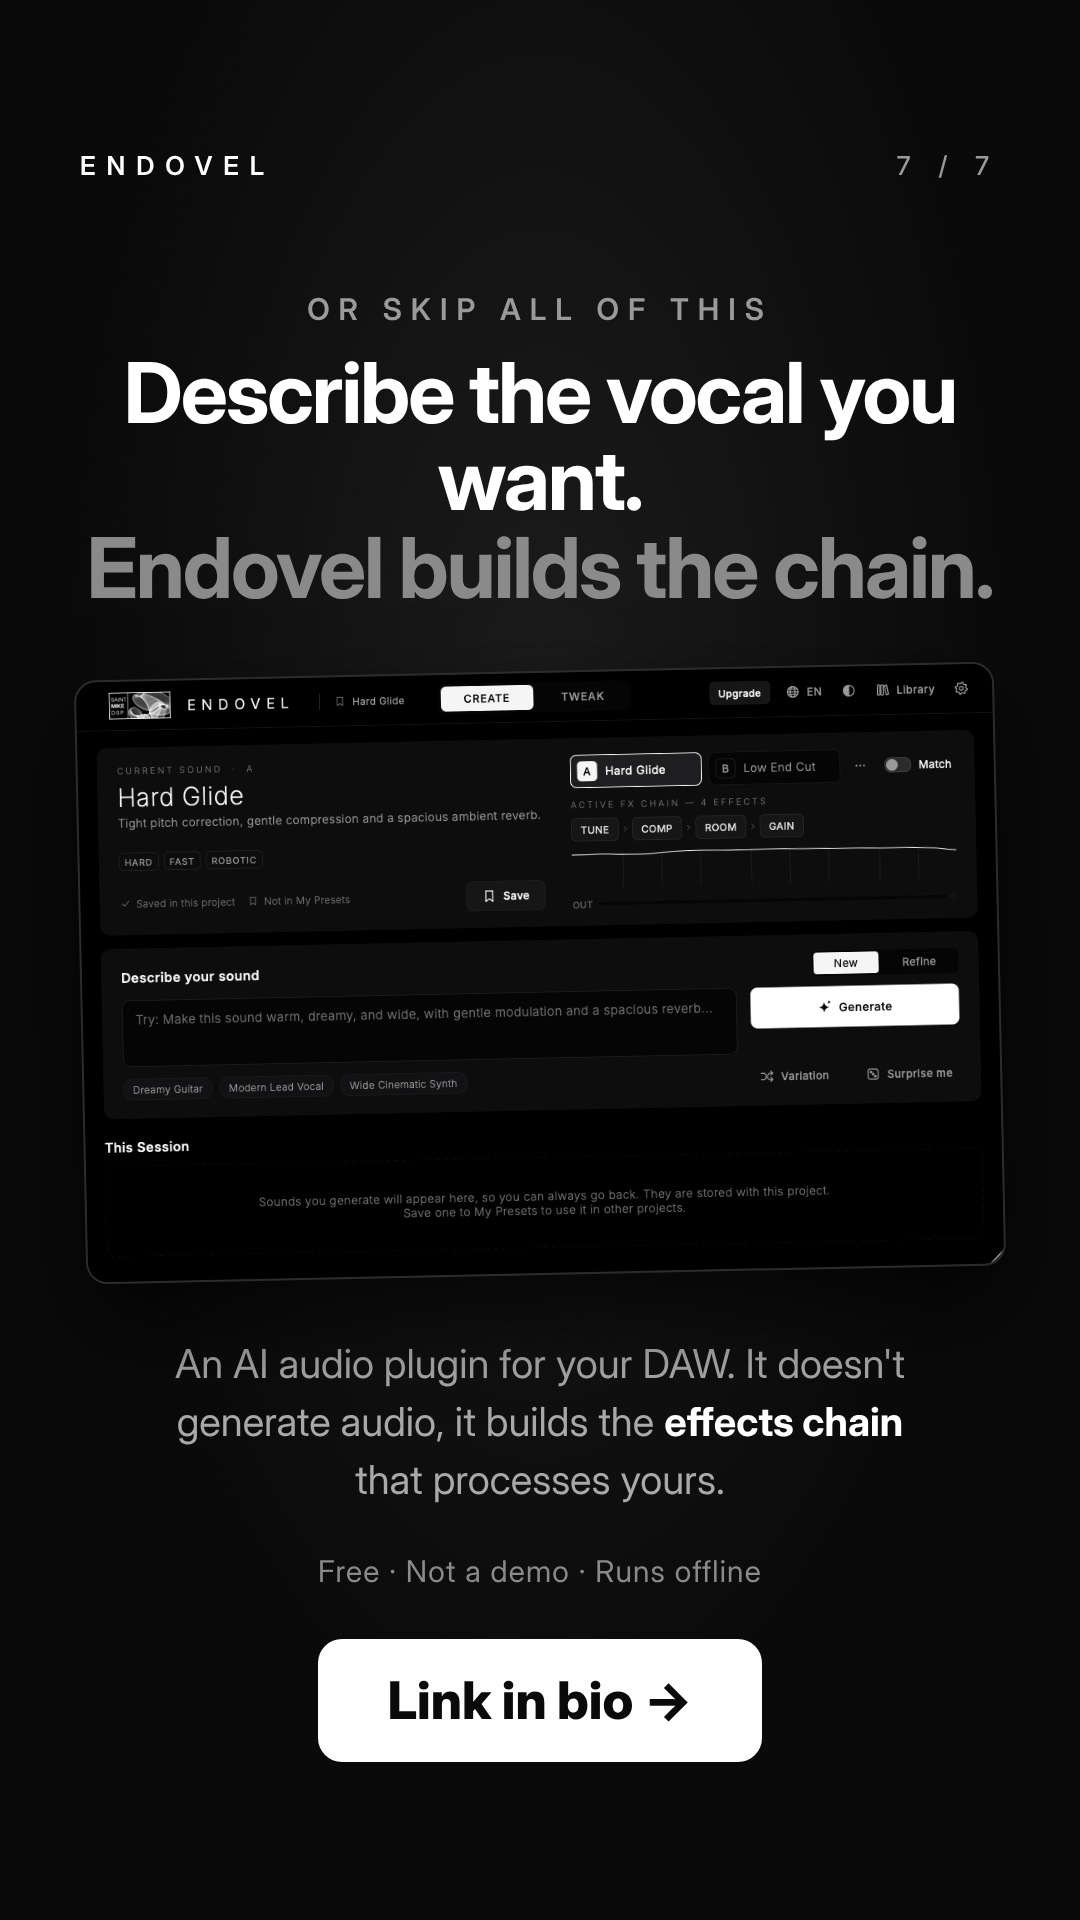 ENDOVEL
7 / 7
OR SKIP ALL OF THIS
Describe the vocal you
want.
Endovel builds the chain.
SAINT
MIKE
DSP
ENDOVEL
Hard Glide
CREATE
TWEAK
Upgrade
EN
Library
CURRENT SOUND · A
Hard Glide
Tight pitch correction, gentle compression and a spacious ambient reverb.
HARD
FAST
ROBOTIC
Saved in this project
Not in My Presets
Save
A Hard Glide
B Low End Cut
...
Match
ACTIVE FX CHAIN — 4 EFFECTS
TUNE › COMP › ROOM › GAIN
OUT
Describe your sound
New
Refine
Try: Make this sound warm, dreamy, and wide, with gentle modulation and a spacious reverb...
Generate
Dreamy Guitar
Modern Lead Vocal
Wide Cinematic Synth
Variation
Surprise me
This Session
Sounds you generate will appear here, so you can always go back. They are stored with this project.
Save one to My Presets to use it in other projects.
An AI audio plugin for your DAW. It doesn't
generate audio, it builds the effects chain
that processes yours.
Free · Not a demo · Runs offline
Link in bio →